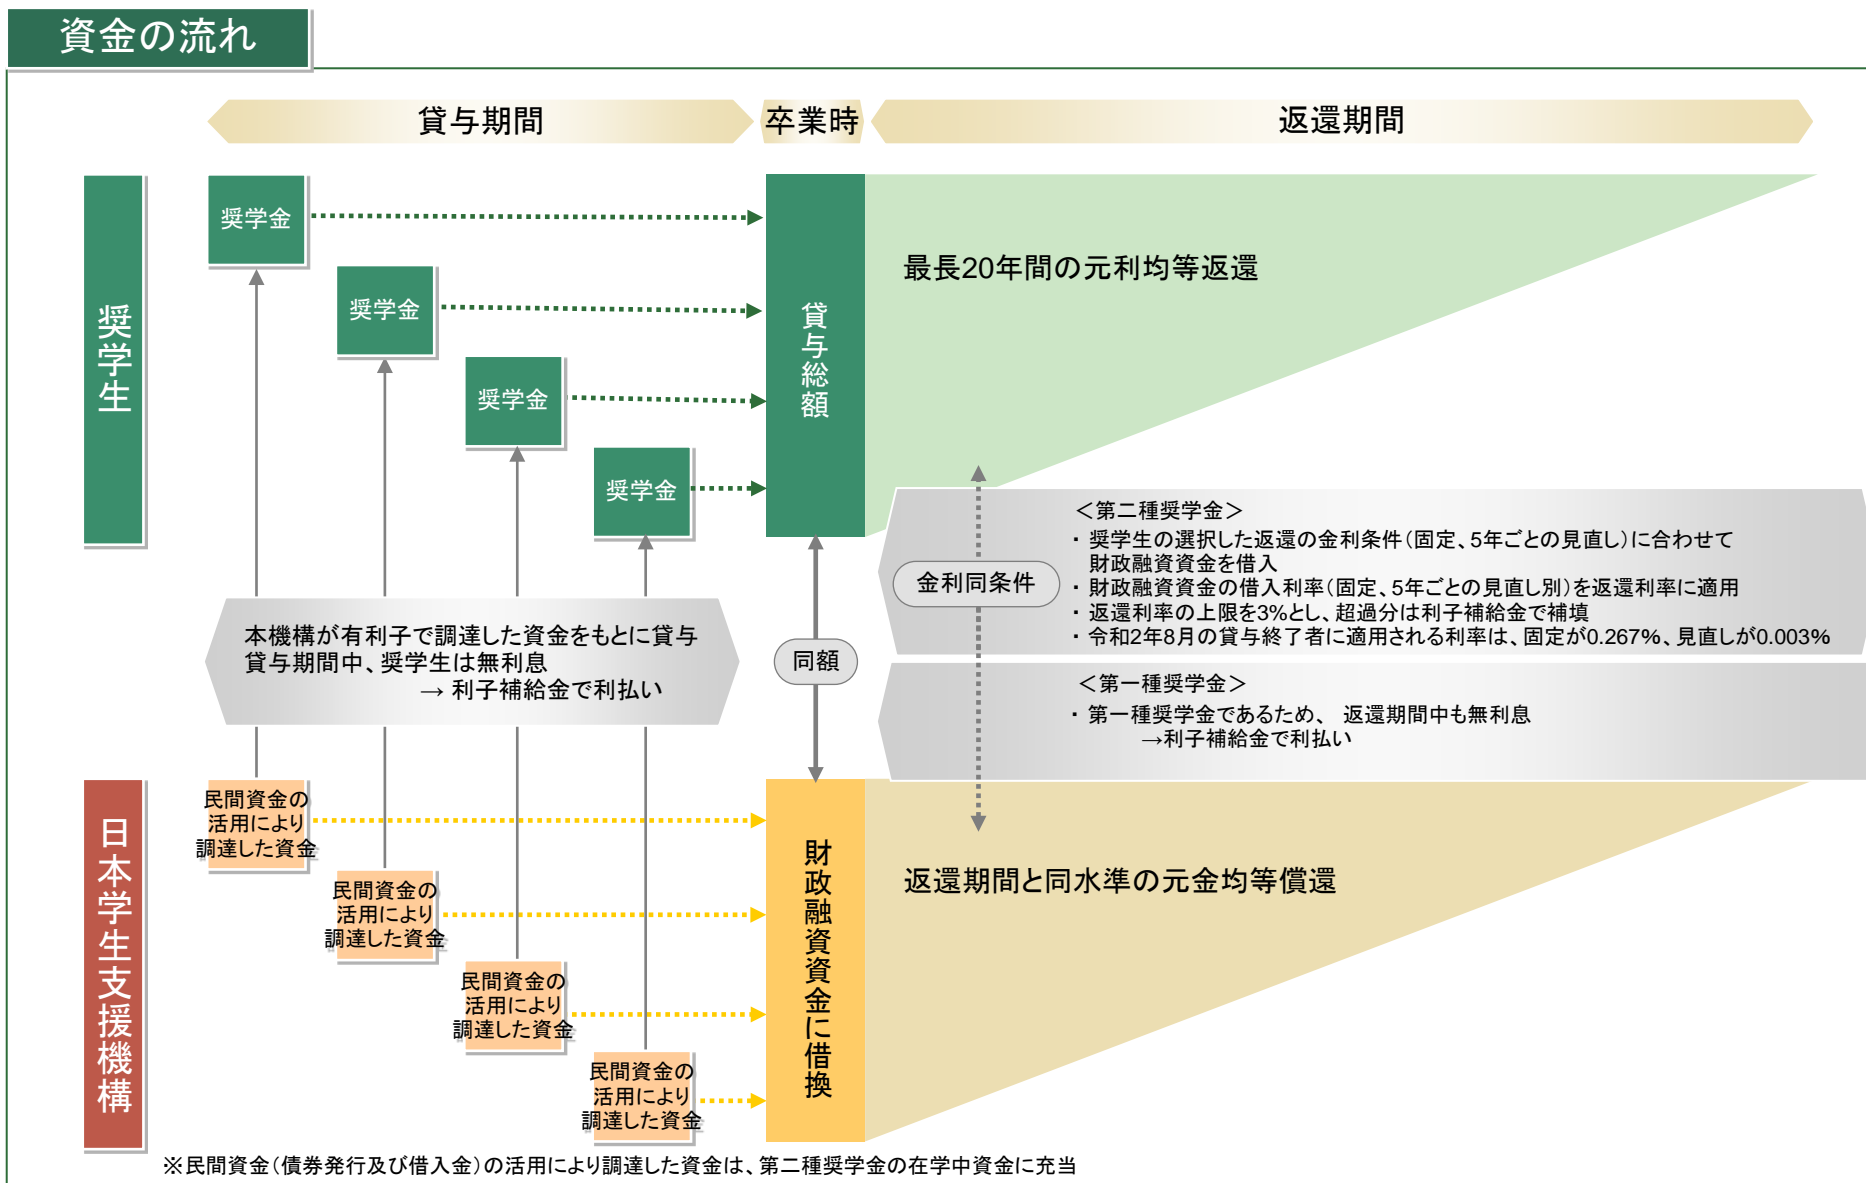 資金の流れ
貸与期間
卒業時
返還期間
奨学生
奨学金
奨学金
奨学金
奨学金
貸与総額
最長20年間の元利均等返還
＜第二種奨学金＞
・ 奨学生の選択した返還の金利条件（固定、5年ごとの見直し）に合わせて
財政融資資金を借入
・ 財政融資資金の借入利率（固定、5年ごとの見直し別）を返還利率に適用
・ 返還利率の上限を3%とし、超過分は利子補給金で補填
・ 令和2年8月の貸与終了者に適用される利率は、固定が0.267%、見直しが0.003%
金利同条件
本機構が有利子で調達した資金をもとに貸与
貸与期間中、奨学生は無利息
→ 利子補給金で利払い
同額
＜第一種奨学金＞
・ 第一種奨学金であるため、 返還期間中も無利息
→利子補給金で利払い
日本学生支援機構
民間資金の
活用により
調達した資金
民間資金の
活用により
調達した資金
民間資金の
活用により
調達した資金
民間資金の
活用により
調達した資金
財政融資資金に借換
返還期間と同水準の元金均等償還
※民間資金（債券発行及び借入金）の活用により調達した資金は、第二種奨学金の在学中資金に充当